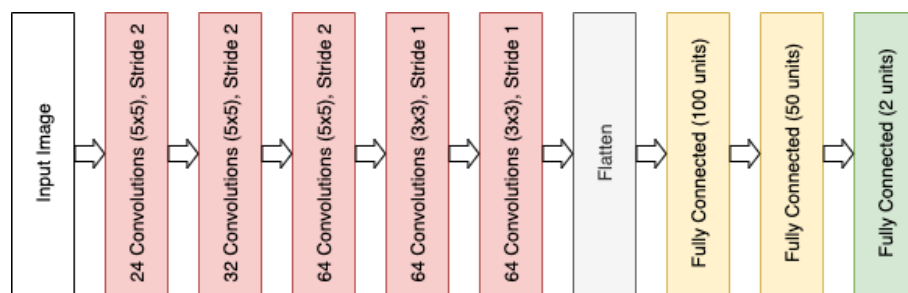 Input Image
24 Convolutions (5x5), Stride 2
32 Convolutions (5x5), Stride 2
64 Convolutions (5x5), Stride 2
64 Convolutions (3x3), Stride 1
64 Convolutions (3x3), Stride 1
Flatten
Fully Connected (100 units)
Fully Connected (50 units)
Fully Connected (2 units)